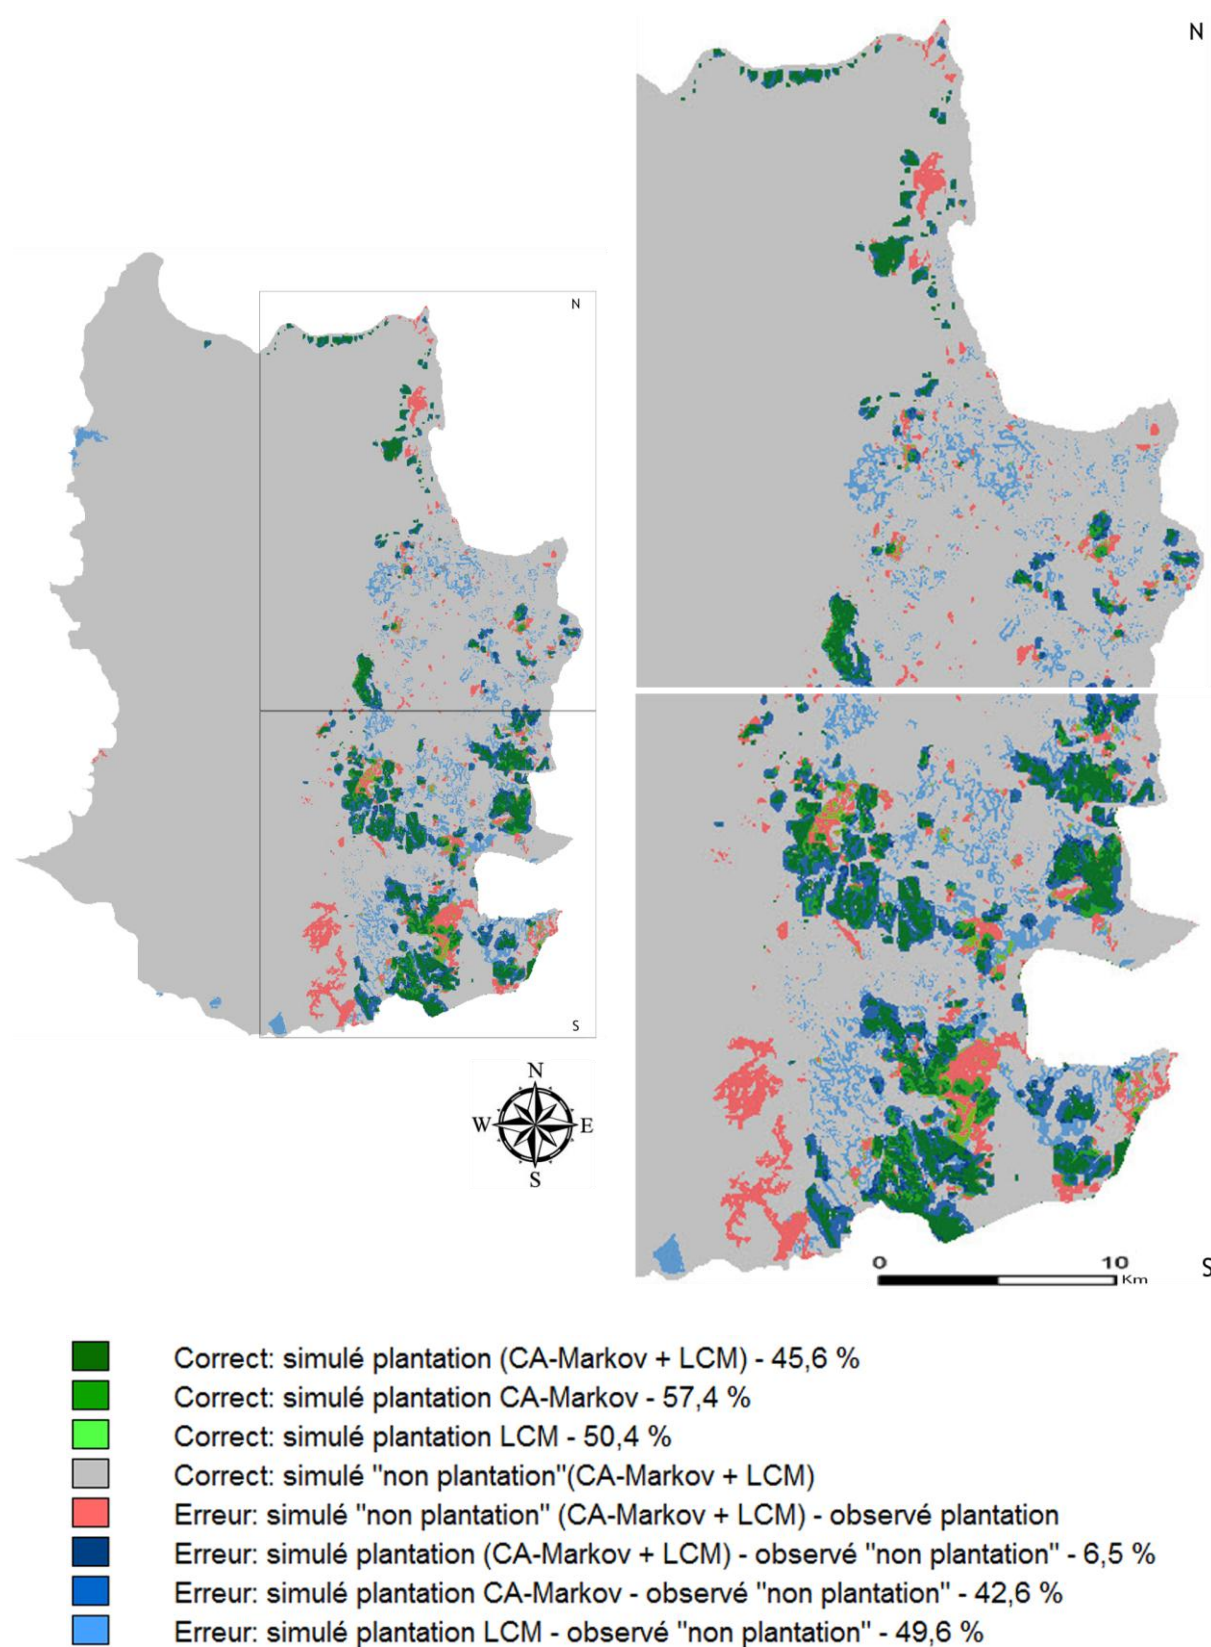 N
N
S
N
W E
S
0 10
Km
S
Correct: simulé plantation (CA-Markov + LCM) - 45,6 %
Correct: simulé plantation CA-Markov - 57,4 %
Correct: simulé plantation LCM - 50,4 %
Correct: simulé "non plantation"(CA-Markov + LCM)
Erreur: simulé "non plantation" (CA-Markov + LCM) - observé plantation
Erreur: simulé plantation (CA-Markov + LCM) - observé "non plantation" - 6,5 %
Erreur: simulé plantation CA-Markov - observé "non plantation" - 42,6 %
Erreur: simulé plantation LCM - observé "non plantation" - 49,6 %